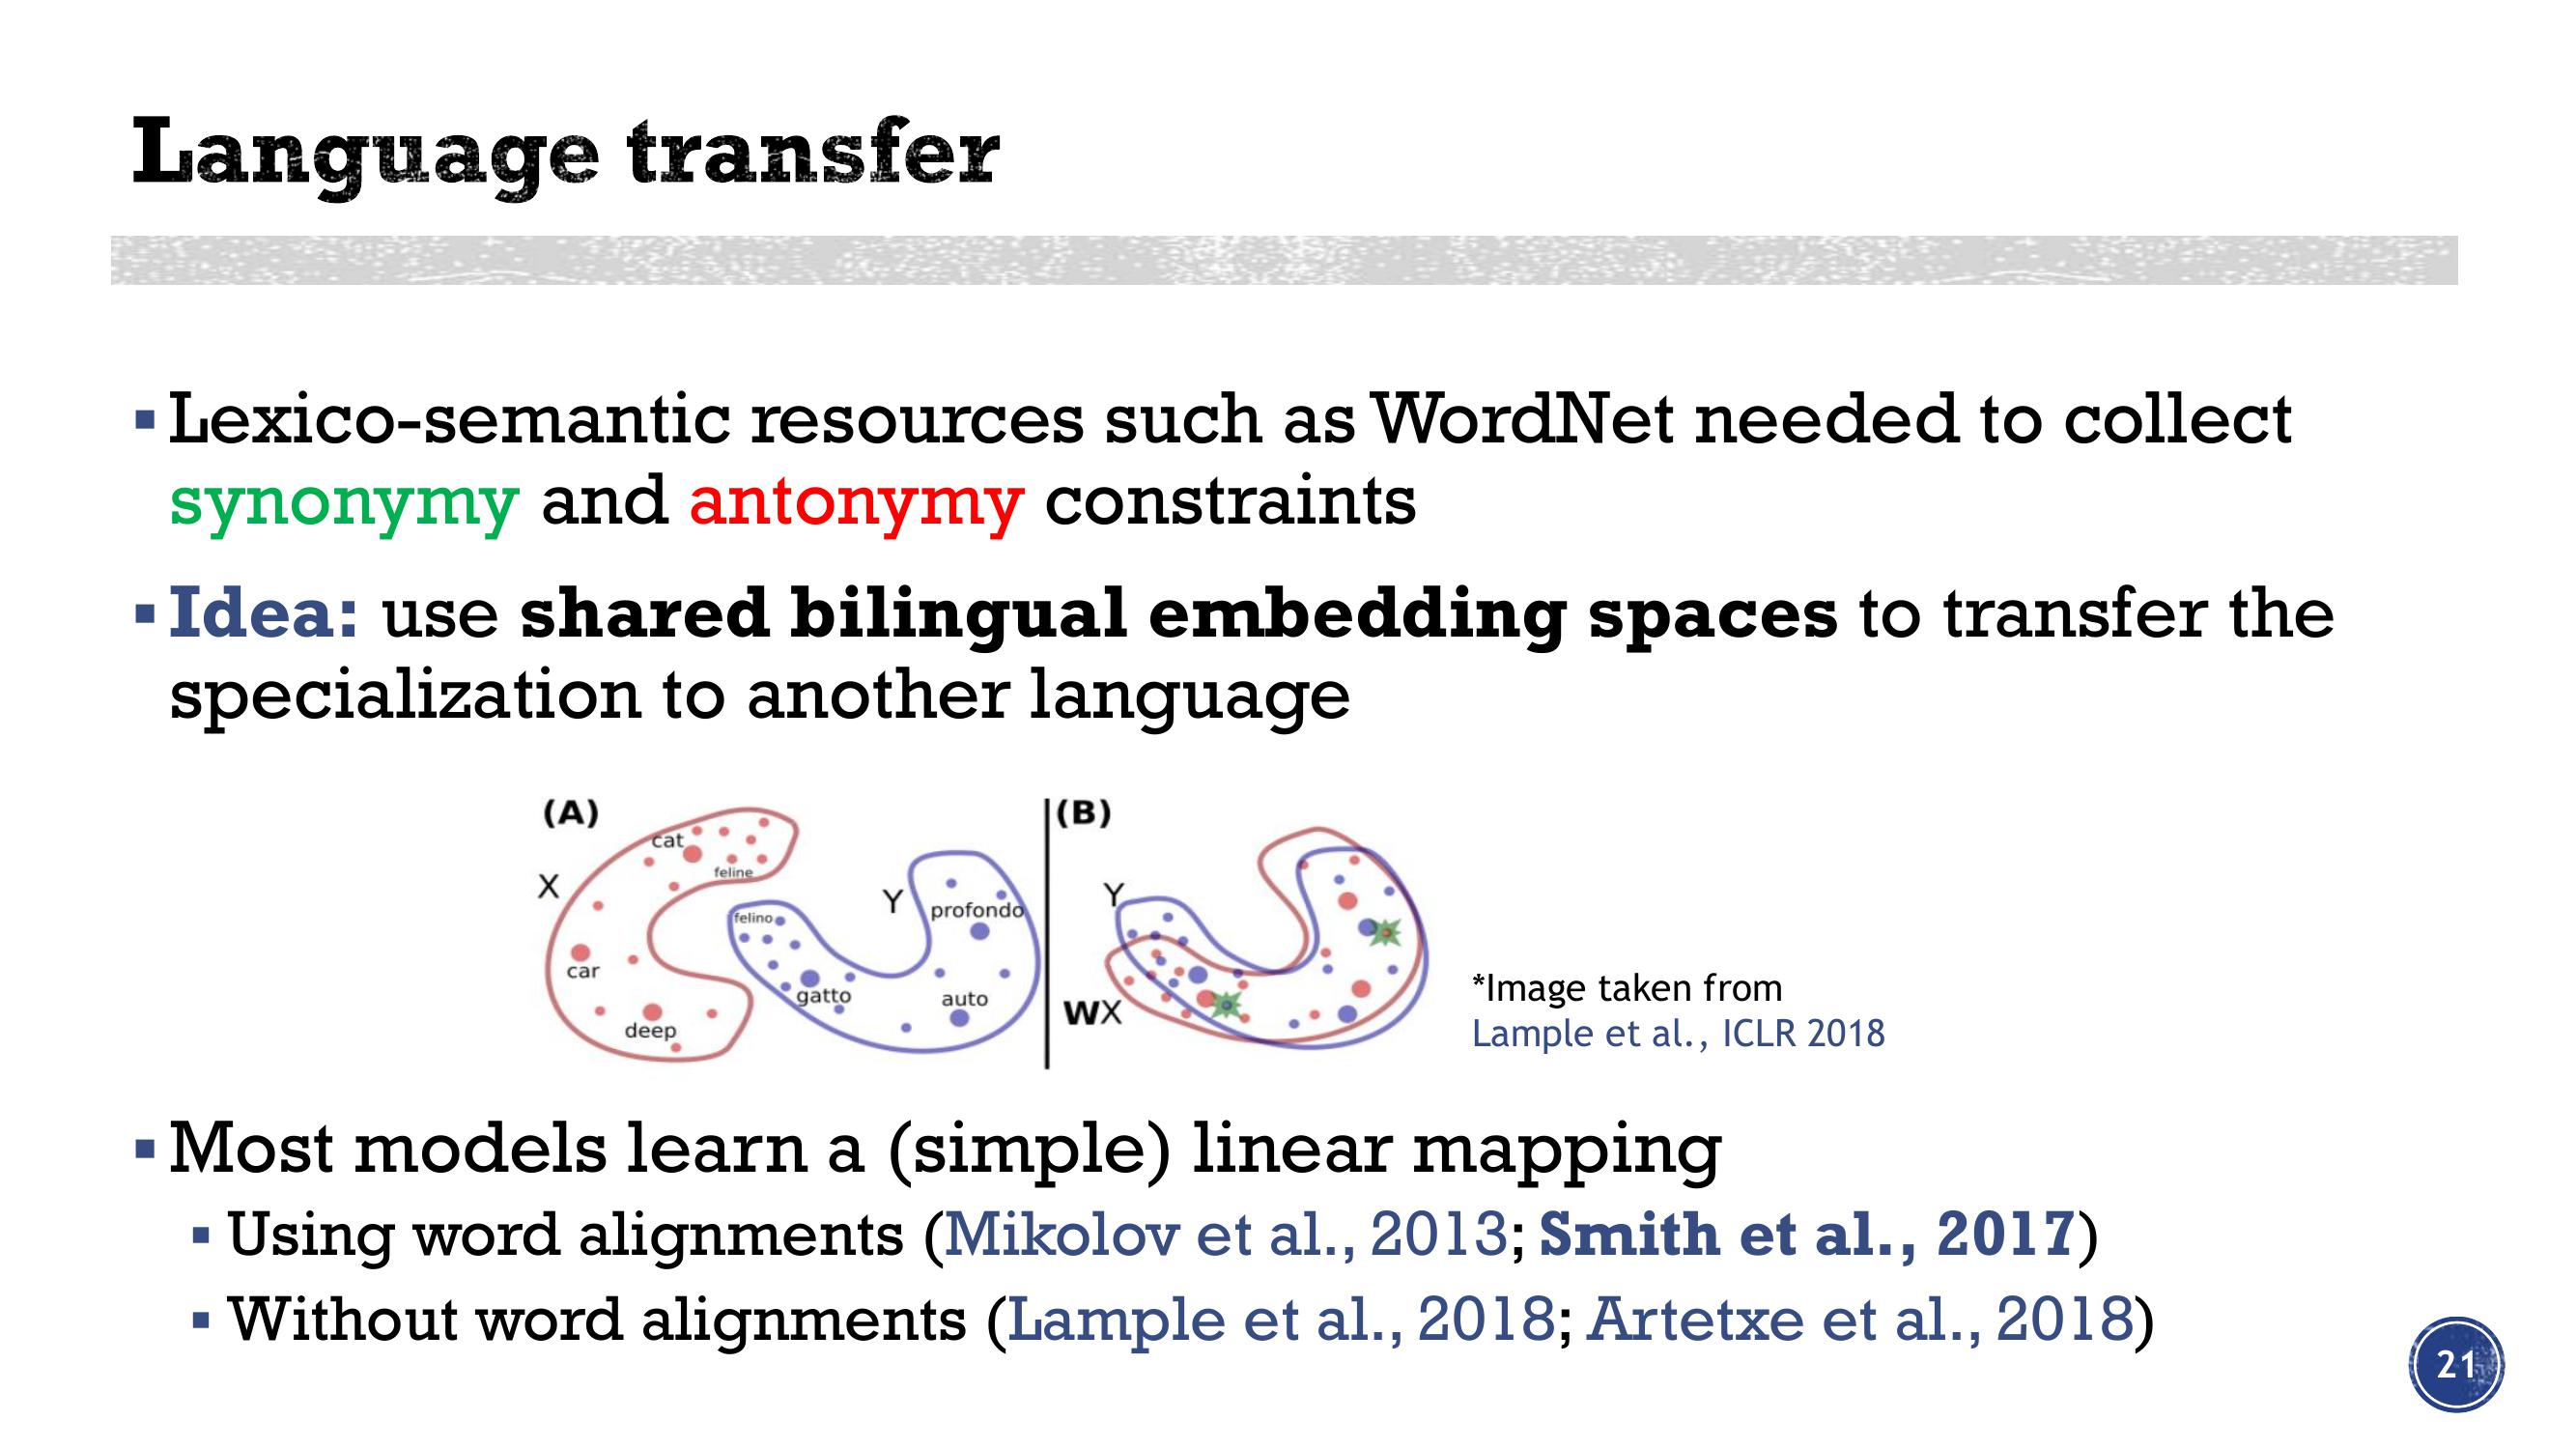 Language transfer
▪ Lexico-semantic resources such as WordNet needed to collect
synonymy and antonymy constraints
▪ Idea: use shared bilingual embedding spaces to transfer the
specialization to another language
(A)
cat
feline
X
car
deep
felino
Y
profondo
gatto
auto
(B)
Y
WX
*Image taken from
Lample et al., ICLR 2018
▪ Most models learn a (simple) linear mapping
▪ Using word alignments (Mikolov et al., 2013; Smith et al., 2017)
▪ Without word alignments (Lample et al., 2018; Artetxe et al., 2018)
21